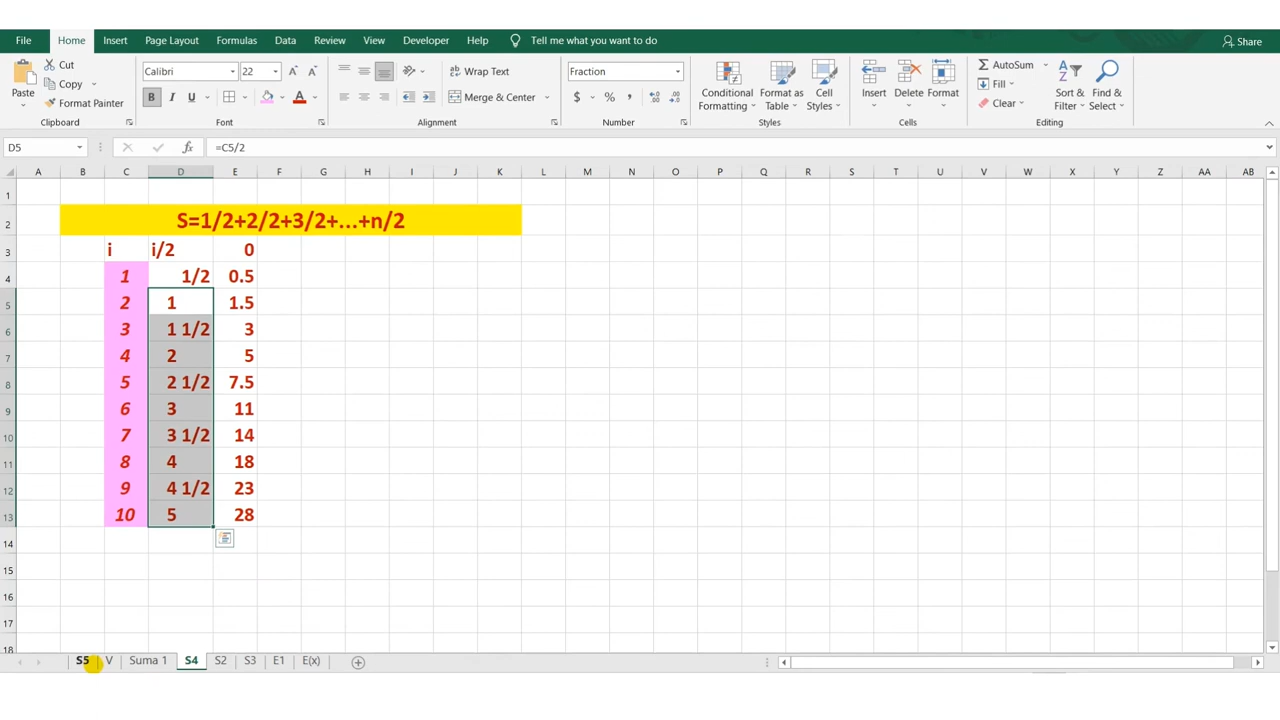 File Home Insert Page Layout Formulas Data Review View Developer Help Tell me what you want to do Share
Cut
Copy
Format Painter
Paste
Clipboard
Calibri 22
B I U
Font
Wrap Text
Merge & Center
Alignment
Fraction
$ % ,
Number
Conditional Formatting
Format as Table
Cell Styles
Styles
Insert Delete Format
Cells
AutoSum
Fill
Clear
Sort & Filter
Find & Select
Editing
D5 fx =C5/2
A B C D E F G H I J K L M N O P Q R S T U V W X Y Z AA AB
1
2 S=1/2+2/2+3/2+...+n/2
3 i i/2 0
4 1 1/2 0.5
5 2 1 1.5
6 3 1 1/2 3
7 4 2 5
8 5 2 1/2 7.5
9 6 3 11
10 7 3 1/2 14
11 8 4 18
12 9 4 1/2 23
13 10 5 28
14
15
16
17
18
S5 V Suma 1 S4 S2 S3 E1 E(x)